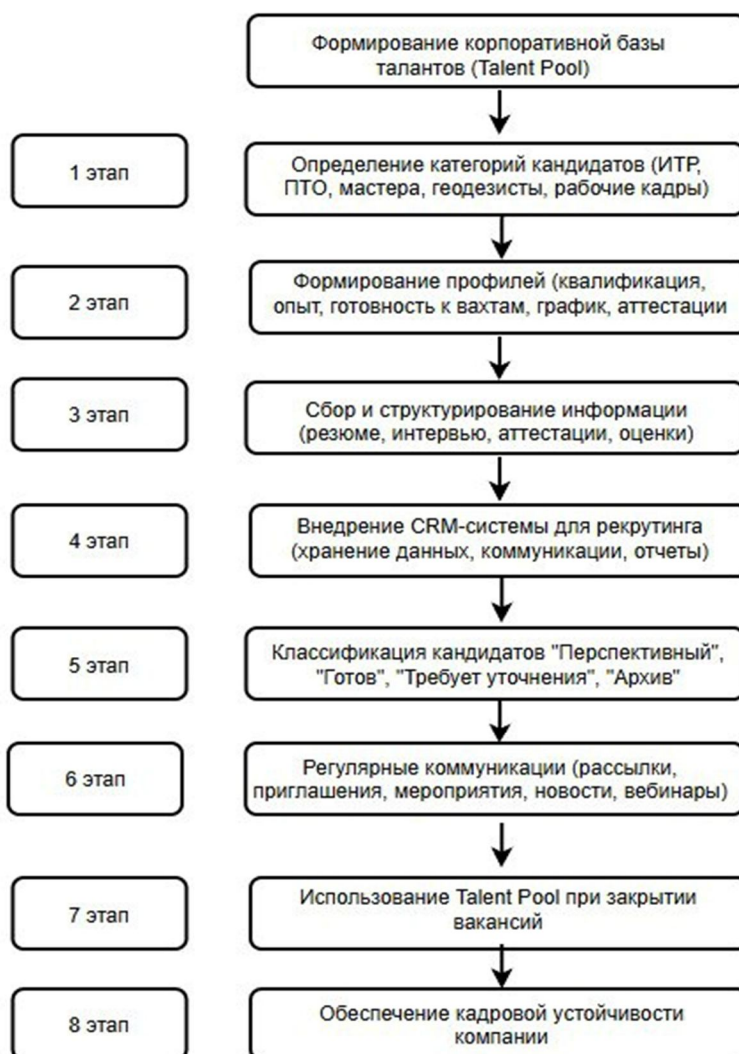 Формирование корпоративной базы
талантов (Talent Pool)
1 этап
Определение категорий кандидатов (ИТР,
ПТО, мастера, геодезисты, рабочие кадры)
2 этап
Формирование профилей (квалификация,
опыт, готовность к вахтам, график, аттестации
3 этап
Сбор и структурирование информации
(резюме, интервью, аттестации, оценки)
4 этап
Внедрение CRM-системы для рекрутинга
(хранение данных, коммуникации, отчеты)
5 этап
Классификация кандидатов "Перспективный",
"Готов", "Требует уточнения", "Архив"
6 этап
Регулярные коммуникации (рассылки,
приглашения, мероприятия, новости, вебинары)
7 этап
Использование Talent Pool при закрытии
вакансий
8 этап
Обеспечение кадровой устойчивости
компании